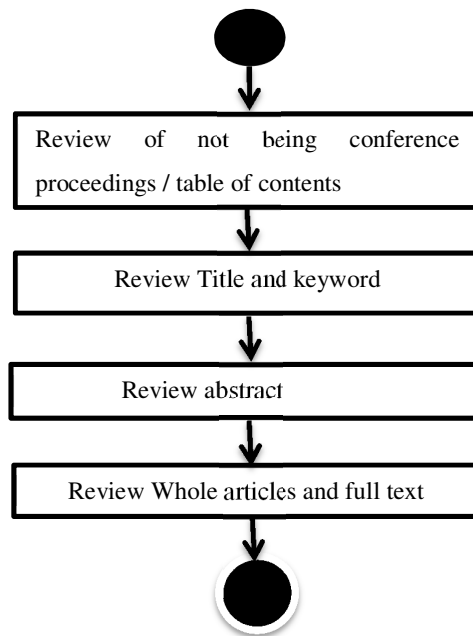 Review of not being conference
proceedings / table of contents
Review Title and keyword
Review abstract
Review Whole articles and full text